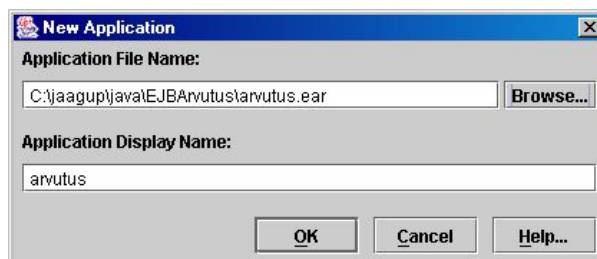 New Application
Application File Name:
C:\jaagup\java\EJBArvutus\arvutus.ear
Browse...
Application Display Name:
arvutus
OK
Cancel
Help...